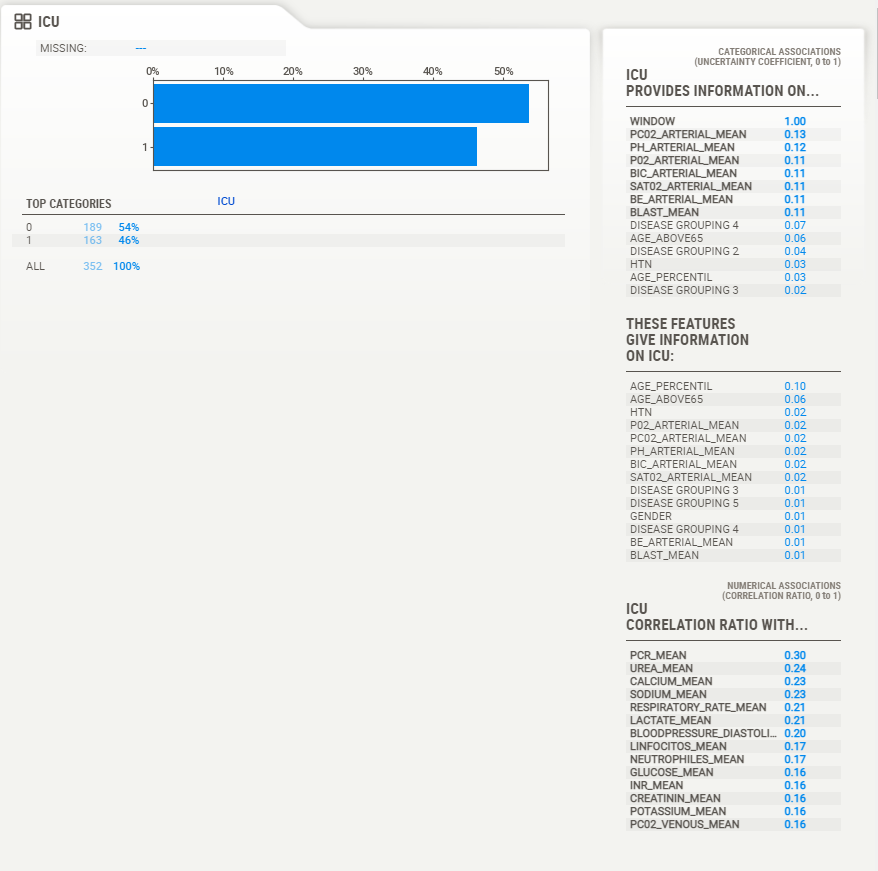 ICU
MISSING: ---
0% 10% 20% 30% 40% 50%
0
1
TOP CATEGORIES ICU
0 189 54%
1 163 46%
ALL 352 100%
CATEGORICAL ASSOCIATIONS
(UNCERTAINTY COEFFICIENT, 0 to 1)
ICU
PROVIDES INFORMATION ON...
WINDOW 1.00
PC02_ARTERIAL_MEAN 0.13
PH_ARTERIAL_MEAN 0.12
P02_ARTERIAL_MEAN 0.11
BIC_ARTERIAL_MEAN 0.11
SAT02_ARTERIAL_MEAN 0.11
BE_ARTERIAL_MEAN 0.11
BLAST_MEAN 0.11
DISEASE GROUPING 4 0.07
AGE_ABOVE65 0.06
DISEASE GROUPING 2 0.04
HTN 0.03
AGE_PERCENTIL 0.03
DISEASE GROUPING 3 0.02
THESE FEATURES
GIVE INFORMATION
ON ICU:
AGE_PERCENTIL 0.10
AGE_ABOVE65 0.06
HTN 0.02
P02_ARTERIAL_MEAN 0.02
PC02_ARTERIAL_MEAN 0.02
PH_ARTERIAL_MEAN 0.02
BIC_ARTERIAL_MEAN 0.02
SAT02_ARTERIAL_MEAN 0.02
DISEASE GROUPING 3 0.01
DISEASE GROUPING 5 0.01
GENDER 0.01
DISEASE GROUPING 4 0.01
BE_ARTERIAL_MEAN 0.01
BLAST_MEAN 0.01
NUMERICAL ASSOCIATIONS
(CORRELATION RATIO, 0 to 1)
ICU
CORRELATION RATIO WITH...
PCR_MEAN 0.30
UREA_MEAN 0.24
CALCIUM_MEAN 0.23
SODIUM_MEAN 0.23
RESPIRATORY_RATE_MEAN 0.21
LACTATE_MEAN 0.21
BLOODPRESSURE_DIASTOLI... 0.20
LINFOCITOS_MEAN 0.17
NEUTROPHILES_MEAN 0.17
GLUCOSE_MEAN 0.16
INR_MEAN 0.16
CREATININ_MEAN 0.16
POTASSIUM_MEAN 0.16
PC02_VENOUS_MEAN 0.16